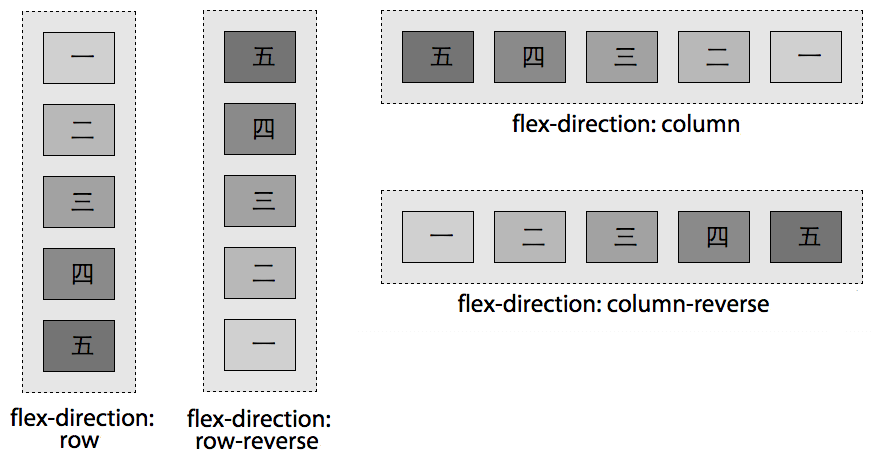 一
二
三
四
五
flex-direction:
row
五
四
三
二
一
flex-direction:
row-reverse
五 四 三 二 一
flex-direction: column
一 二 三 四 五
flex-direction: column-reverse